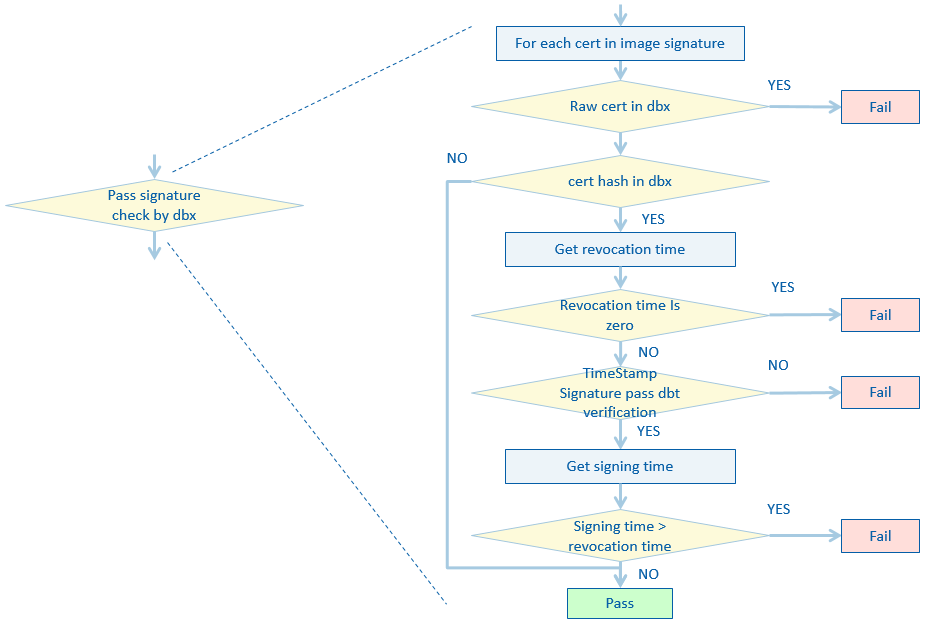 For each cert in image signature
YES
Raw cert in dbx
Fail
NO
cert hash in dbx
Pass signature
check by dbx
YES
Get revocation time
YES
Revocation time Is
zero
Fail
NO
NO
TimeStamp
Signature pass dbt
verification
Fail
YES
Get signing time
YES
Signing time >
revocation time
Fail
NO
Pass